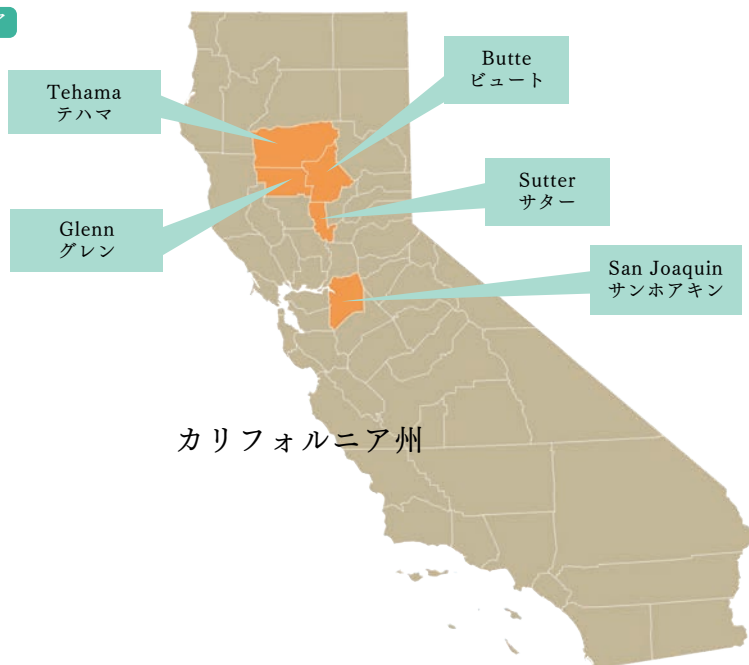 Butte
ビュート
Tehama
テハマ
Sutter
サター
Glenn
グレン
San Joaquin
サンホアキン
カリフォルニア州